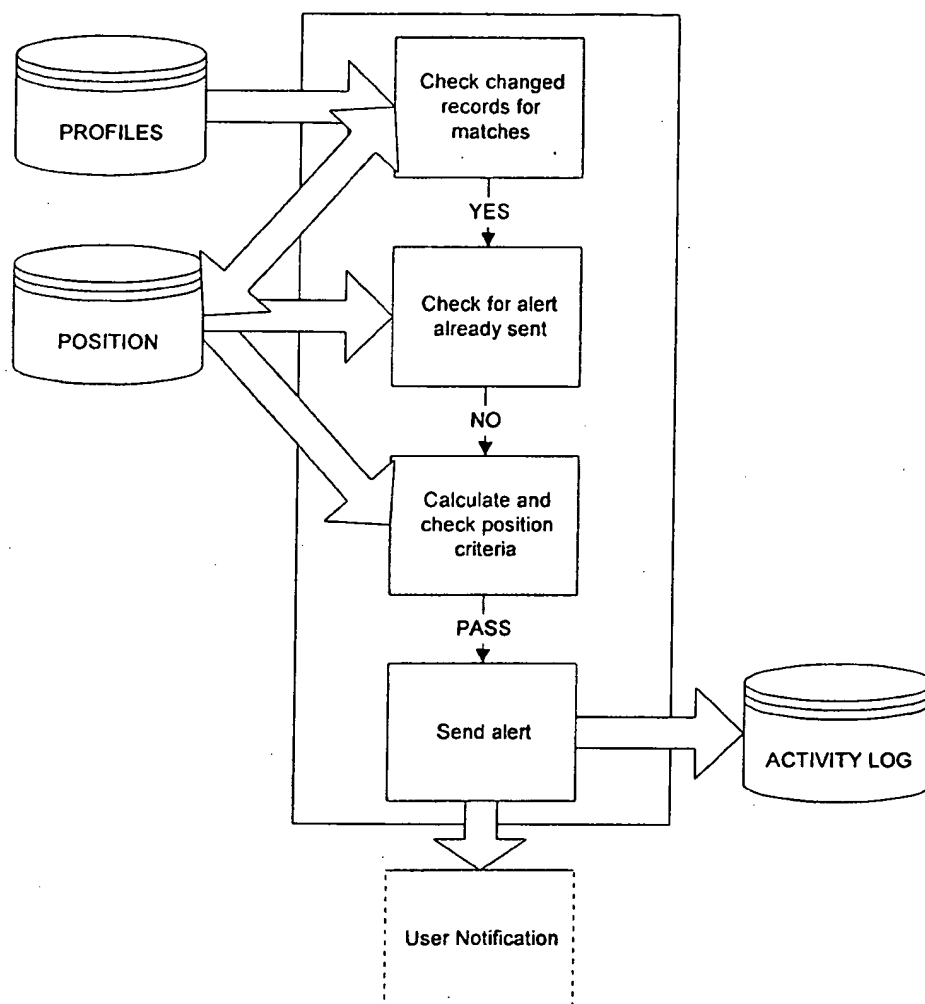 PROFILES
Check changed
records for
matches
YES
POSITION
Check for alert
already sent
NO
Calculate and
check position
criteria
PASS
Send alert
ACTIVITY LOG
User Notification